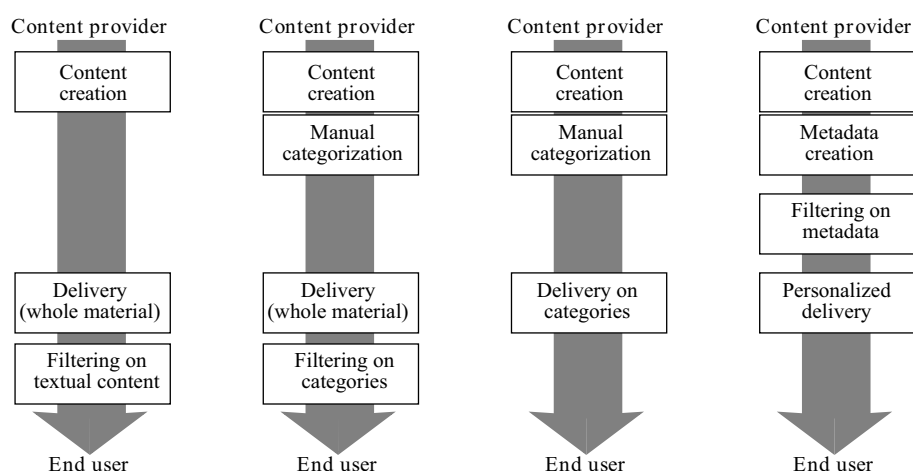 Content provider
Content
creation
Delivery
(whole material)
Filtering on
textual content
End user
Content provider
Content
creation
Manual
categorization
Delivery
(whole material)
Filtering on
categories
End user
Content provider
Content
creation
Manual
categorization
Delivery on
categories
End user
Content provider
Content
creation
Metadata
creation
Filtering on
metadata
Personalized
delivery
End user